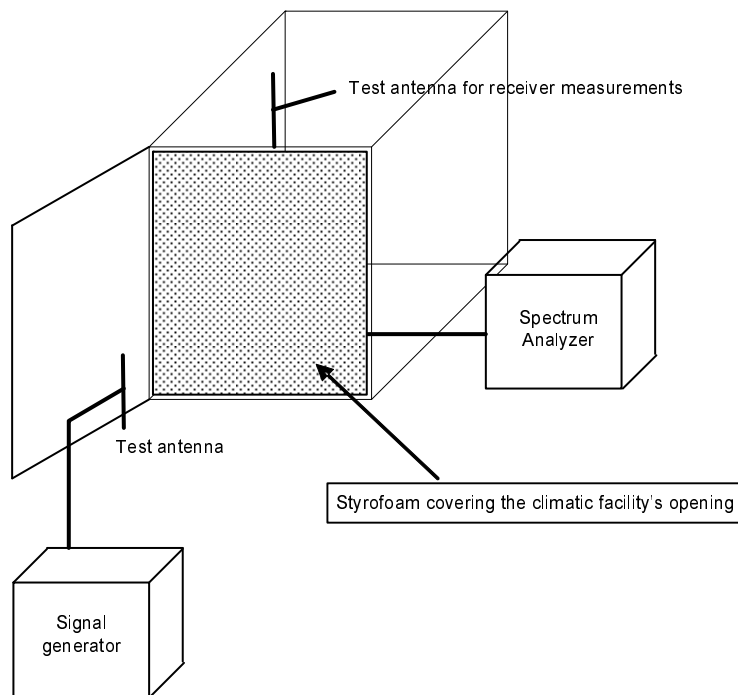 Test antenna for receiver measurements
Spectrum
Analyzer
Test antenna
Styrofoam covering the climatic facility's opening
Signal
generator